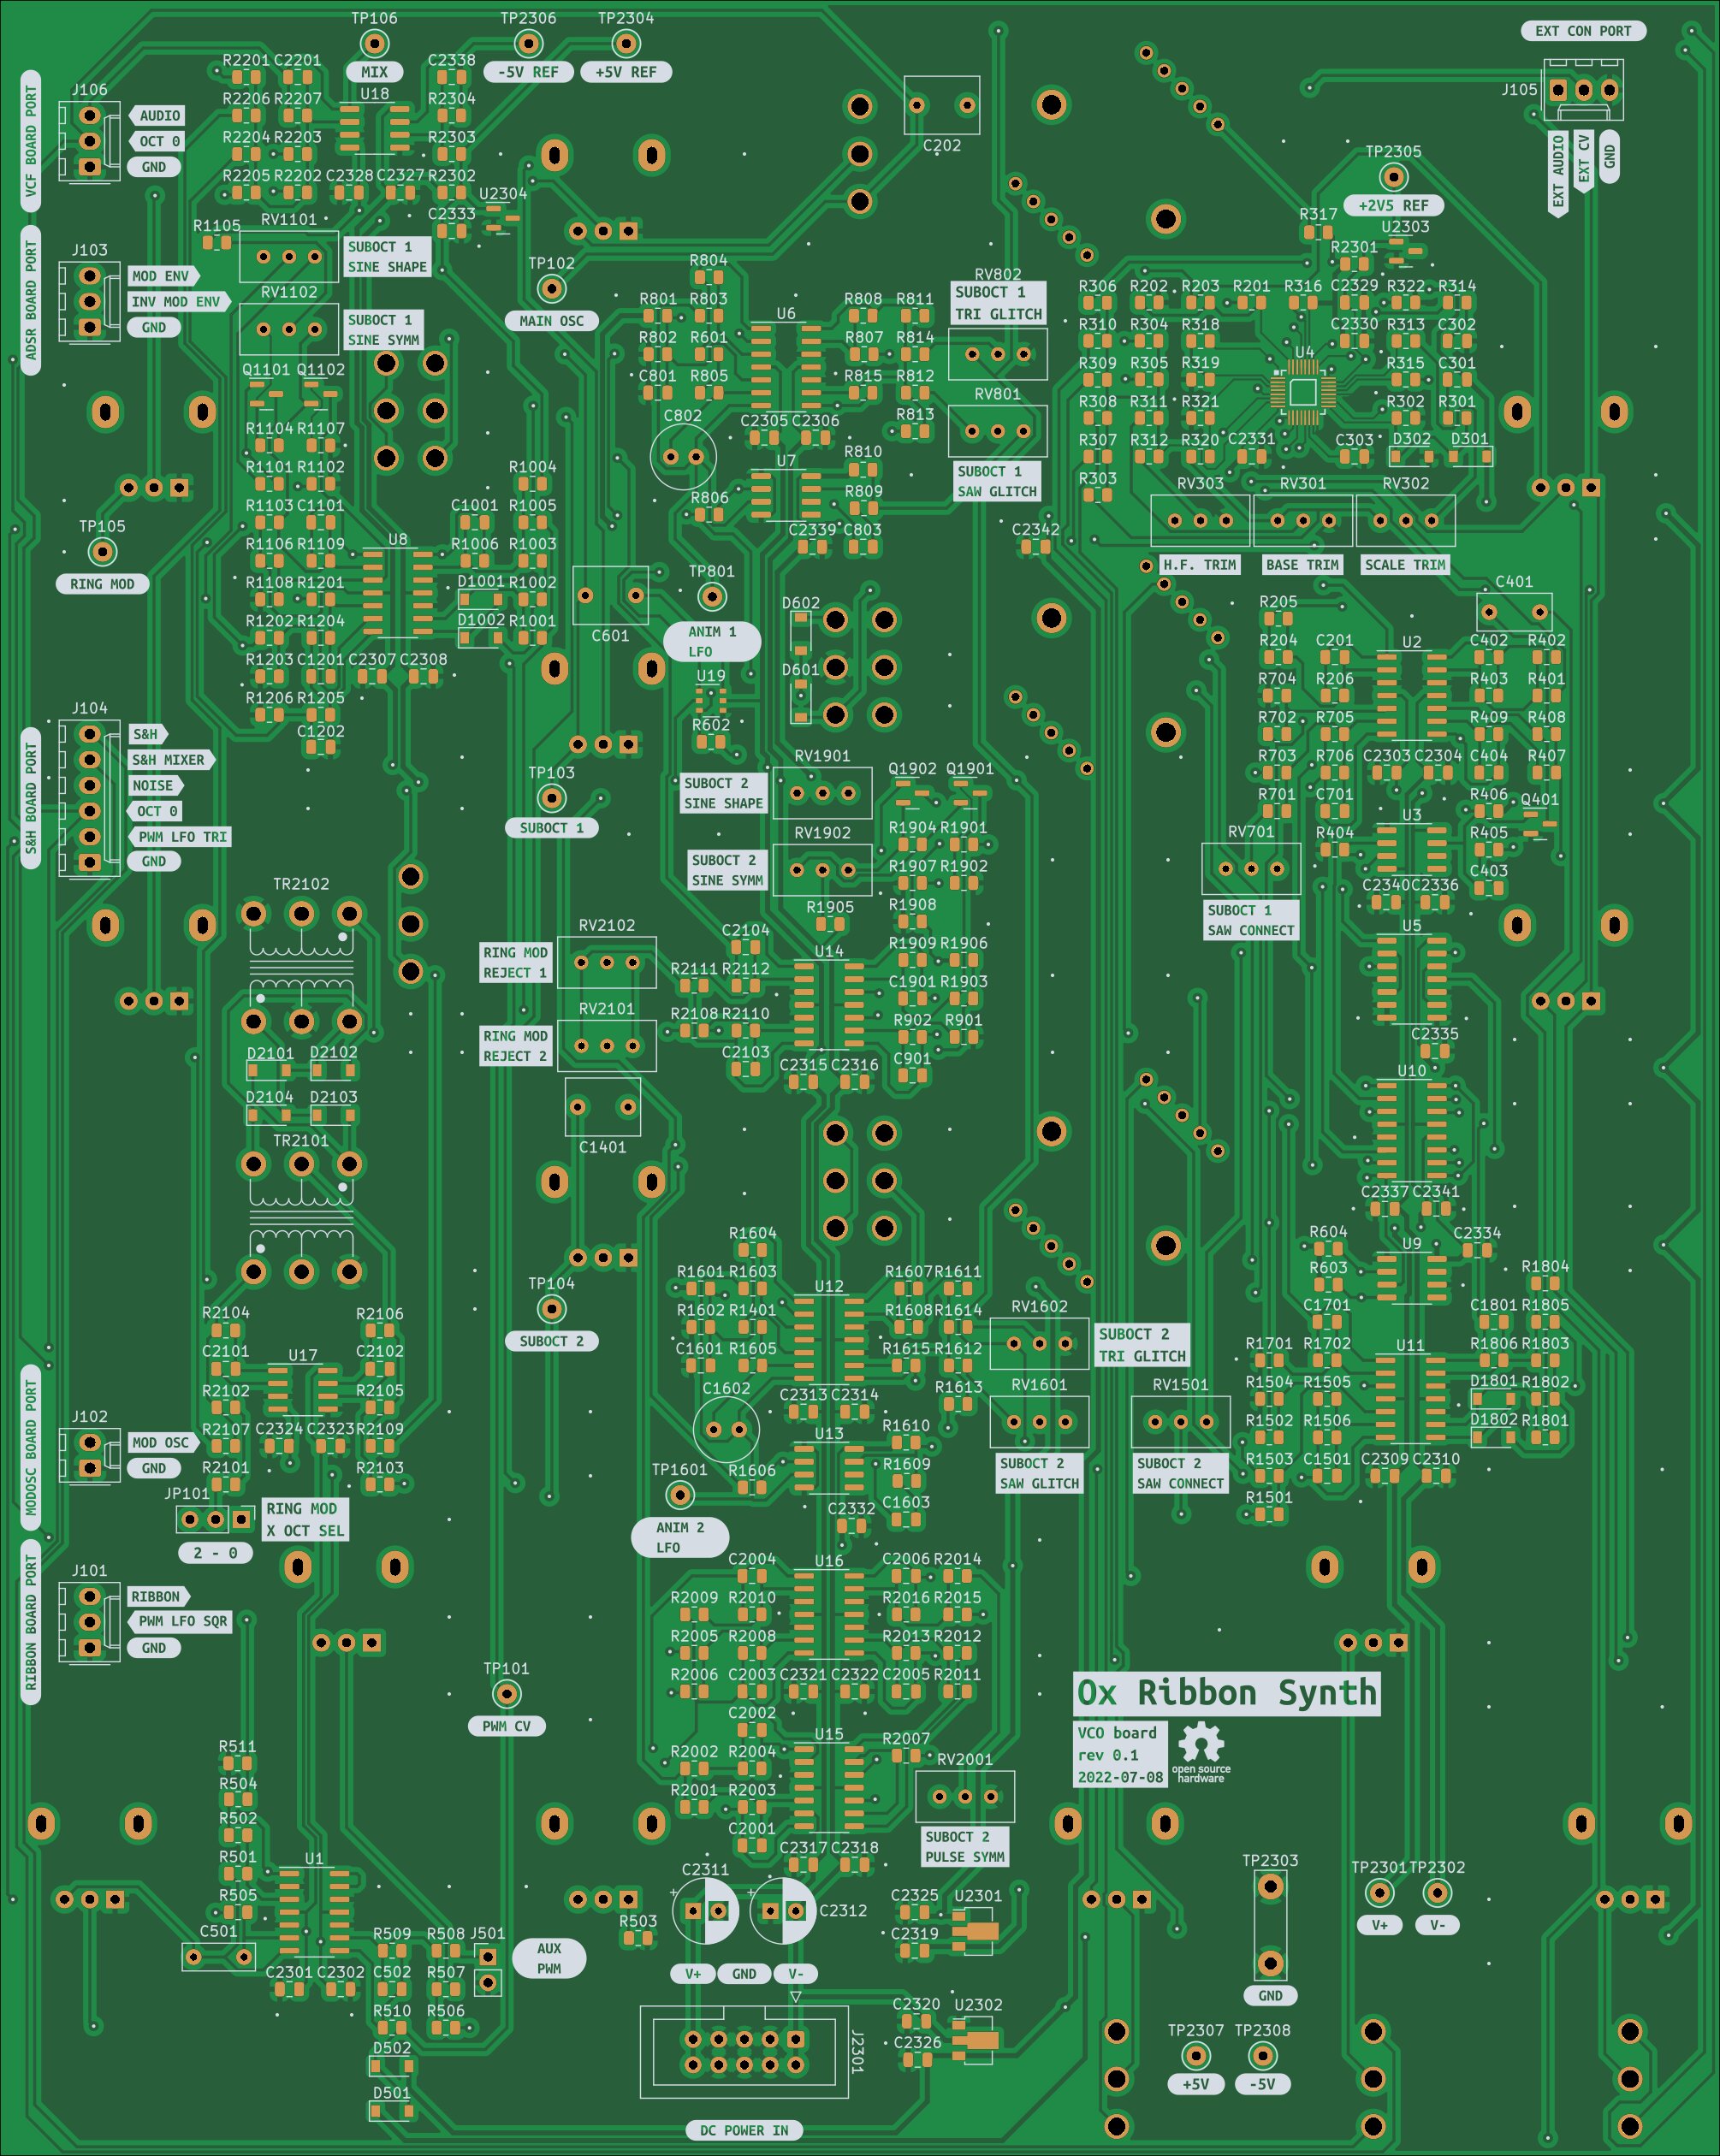 TP106 TP2306 TP2304
MIX -5V REF +5V REF
EXT CON PORT
R2201 C2201 C2338
U18
R2206 R2207 R2304
R2204 R2203 R2303
R2205 R2202 C2328 C2327 R2302
C2333 U2304
VCF BOARD PORT
J106
AUDIO
OCT 0
GND
C202
J105
EXT AUDIO
EXT CV
GND
TP2305
+2V5 REF
ADSR BOARD PORT
J103
MOD ENV
INV MOD ENV
GND
R1105 RV1101
SUBOCT 1
SINE SHAPE
RV1102
SUBOCT 1
SINE SYMM
Q1101 Q1102
R1104 R1107
R1101 R1102
R1103 C1101
R1106 R1109
R1108 R1201
R1202 R1204
R1203 C1201 C2307 C2308
R1206 R1205
C1202
U8
R1004
C1001 R1005
R1006 R1003
D1001 R1002
D1002 R1001
TP105
RING MOD
TP102
MAIN OSC
R804
R801 R803
R802 R601
C801 R805
U6
R808 R811
R807 R814
R815 R812
R813
C802
C2305 C2306
U7
R810
R809
R806
C2339 C803
RV802
SUBOCT 1
TRI GLITCH
RV801
SUBOCT 1
SAW GLITCH
C2342
R317 U2303
R2301
R306 R202 R203 R201 R316 C2329 R322 R314
R310 R304 R318 C2330 R313 C302
U4
R309 R305 R319 R315 C301
R308 R311 R321 R302 R301
R307 R312 R320 C2331 C303 D302 D301
R303
RV303 RV301 RV302
H.F. TRIM BASE TRIM SCALE TRIM
C601
TP801
ANIM 1
LFO
D602
D601
U19
R602
R205
C401
R204 C201 U2 C402 R402
R704 R206 R403 R401
R702 R705 R409 R408
R703 R706 C2303 C2304 C404 R407
R701 C701 R406 Q401
U3
RV701 R404 R405
SUBOCT 1
SAW CONNECT
C2340 C2336 C403
U5
C2335
U10
C2337 C2341
S&H BOARD PORT
J104
S&H
S&H MIXER
NOISE
OCT 0
PWM LFO TRI
GND
TP103
SUBOCT 1
RV1901
SUBOCT 2
SINE SHAPE
RV1902
SUBOCT 2
SINE SYMM
Q1902 Q1901
R1904 R1901
R1907 R1902
R1905 R1908
R1909 R1906
C1901 R1903
R902 R901
C901
U14
C2104
R2111 R2112
R2108 R2110
C2103 C2315 C2316
RV2102
RING MOD
REJECT 1
RV2101
RING MOD
REJECT 2
C1401
TR2102
D2101 D2102
D2104 D2103
TR2101
TP104
SUBOCT 2
R2104 R2106
C2101 U17 C2102
R2102 R2105
R2107 C2324 C2323 R2109
R2101 R2103
MODOSC BOARD PORT
J102
MOD OSC
GND
JP101
RING MOD
X OCT SEL
2 - 0
R1604
R1601 R1603 U12 R1607 R1611
R1602 R1401 R1608 R1614
C1601 R1605 R1615 R1612
C1602 C2313 C2314 R1613
U13 R1610
TP1601 R1606 R1609
C2332 C1603
ANIM 2
LFO
RV1602
SUBOCT 2
TRI GLITCH
RV1601
SUBOCT 2
SAW GLITCH
RV1501
SUBOCT 2
SAW CONNECT
R604 U9 C2334
R603 R1804
C1701 C1801 R1805
R1701 R1702 U11 R1806 R1803
R1504 R1505 D1801 R1802
R1502 R1506 D1802 R1801
R1503 C1501 C2309 C2310
R1501
RIBBON BOARD PORT
J101
RIBBON
PWM LFO SQR
GND
C2004 U16 C2006 R2014
R2009 R2010 R2016 R2015
R2005 R2008 R2013 R2012
R2006 C2003 C2321 C2322 C2005 R2011
C2002
U15 R2007
R2002 R2004 RV2001
R2001 R2003
C2001
C2317 C2318
SUBOCT 2
PULSE SYMM
TP101
PWM CV
0x Ribbon Synth
VCO board
rev 0.1
2022-07-08
open source
hardware
R511
R504
R502
R501 U1
R505
C501
C2301 C2302
R509 R508 J501
C502 R507
R510 R506
D502
D501
AUX
PWM
R503
C2311
+
+
C2312
V+ GND V-
C2325 U2301
C2319
C2320 U2302
C2326
J2301
DC POWER IN
TP2303
GND
TP2301 TP2302
V+ V-
TP2307 TP2308
+5V -5V